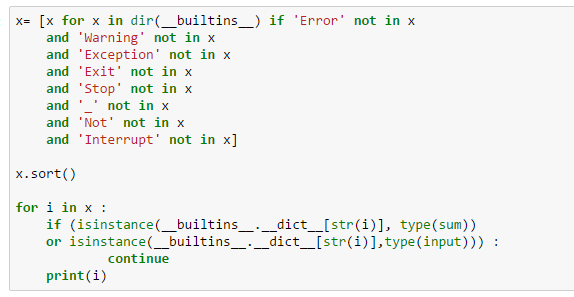 x= [x for x in dir(__builtins__) if 'Error' not in x
    and 'Warning' not in x
    and 'Exception' not in x
    and 'Exit' not in x
    and 'Stop' not in x
    and '_' not in x
    and 'Not' not in x
    and 'Interrupt' not in x]
x.sort()
for i in x :
    if (isinstance(__builtins__.__dict__[str(i)], type(sum))
    or isinstance(__builtins__.__dict__[str(i)],type(input))) :
            continue
    print(i)